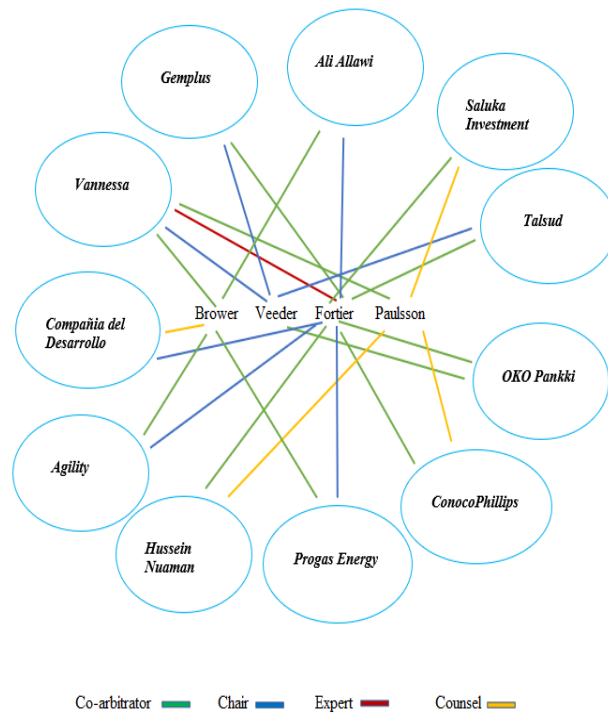 Gemplus
Ali Allawi
Saluka
Investment
Vannessa
Talsud
Brower Veeder Fortier Paulsson
Compañia del
Desarrollo
OKO Pankki
Agility
ConocoPhillips
Hussein
Nuaman
Progas Energy
Co-arbitrator Chair Expert Counsel